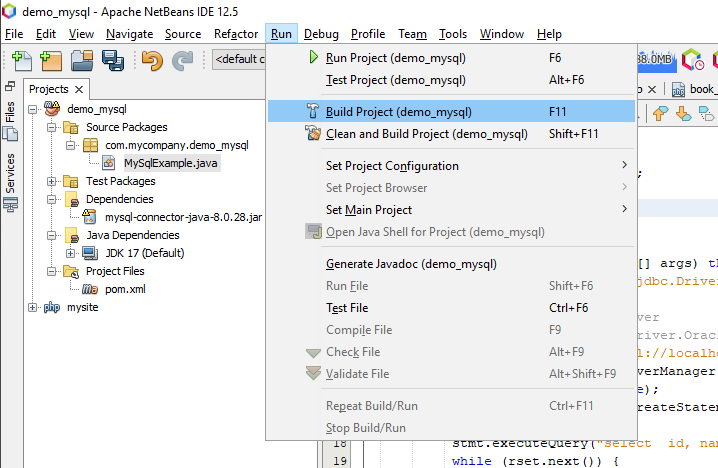 demo_mysql - Apache NetBeans IDE 12.5
File Edit View Navigate Source Refactor Run Debug Profile Team Tools Window Help
<default c
38.0MB
Projects
Files
Services
demo_mysql
Source Packages
com.mycompany.demo_mysql
MySqlExample.java
Test Packages
Dependencies
mysql-connector-java-8.0.28.jar
Java Dependencies
JDK 17 (Default)
Project Files
pom.xml
php mysite
Run Project (demo_mysql) F6
Test Project (demo_mysql) Alt+F6
Build Project (demo_mysql) F11
Clean and Build Project (demo_mysql) Shift+F11
Set Project Configuration
Set Project Browser
Set Main Project
Open Java Shell for Project (demo_mysql)
Generate Javadoc (demo_mysql)
Run File Shift+F6
Test File Ctrl+F6
Compile File F9
Check File Alt+F9
Validate File Alt+Shift+F9
Repeat Build/Run Ctrl+F11
Stop Build/Run
php book_
;
[] args) th
jdbc.Driver
ver
river.Orac
l://localho
verManager
e);
createStatem
18 stmt.executeQuery("select id, nam
19 while (rset.next()) {